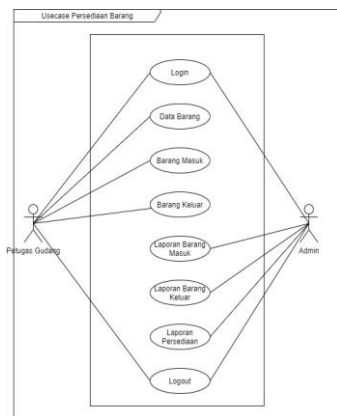 Usecase Persediaan Barang
Login
Data Barang
Barang Masuk
Barang Keluar
Petugas Gudang
Admin
Laporan Barang
Masuk
Laporan Barang
Keluar
Laporan
Persediaan
Logout